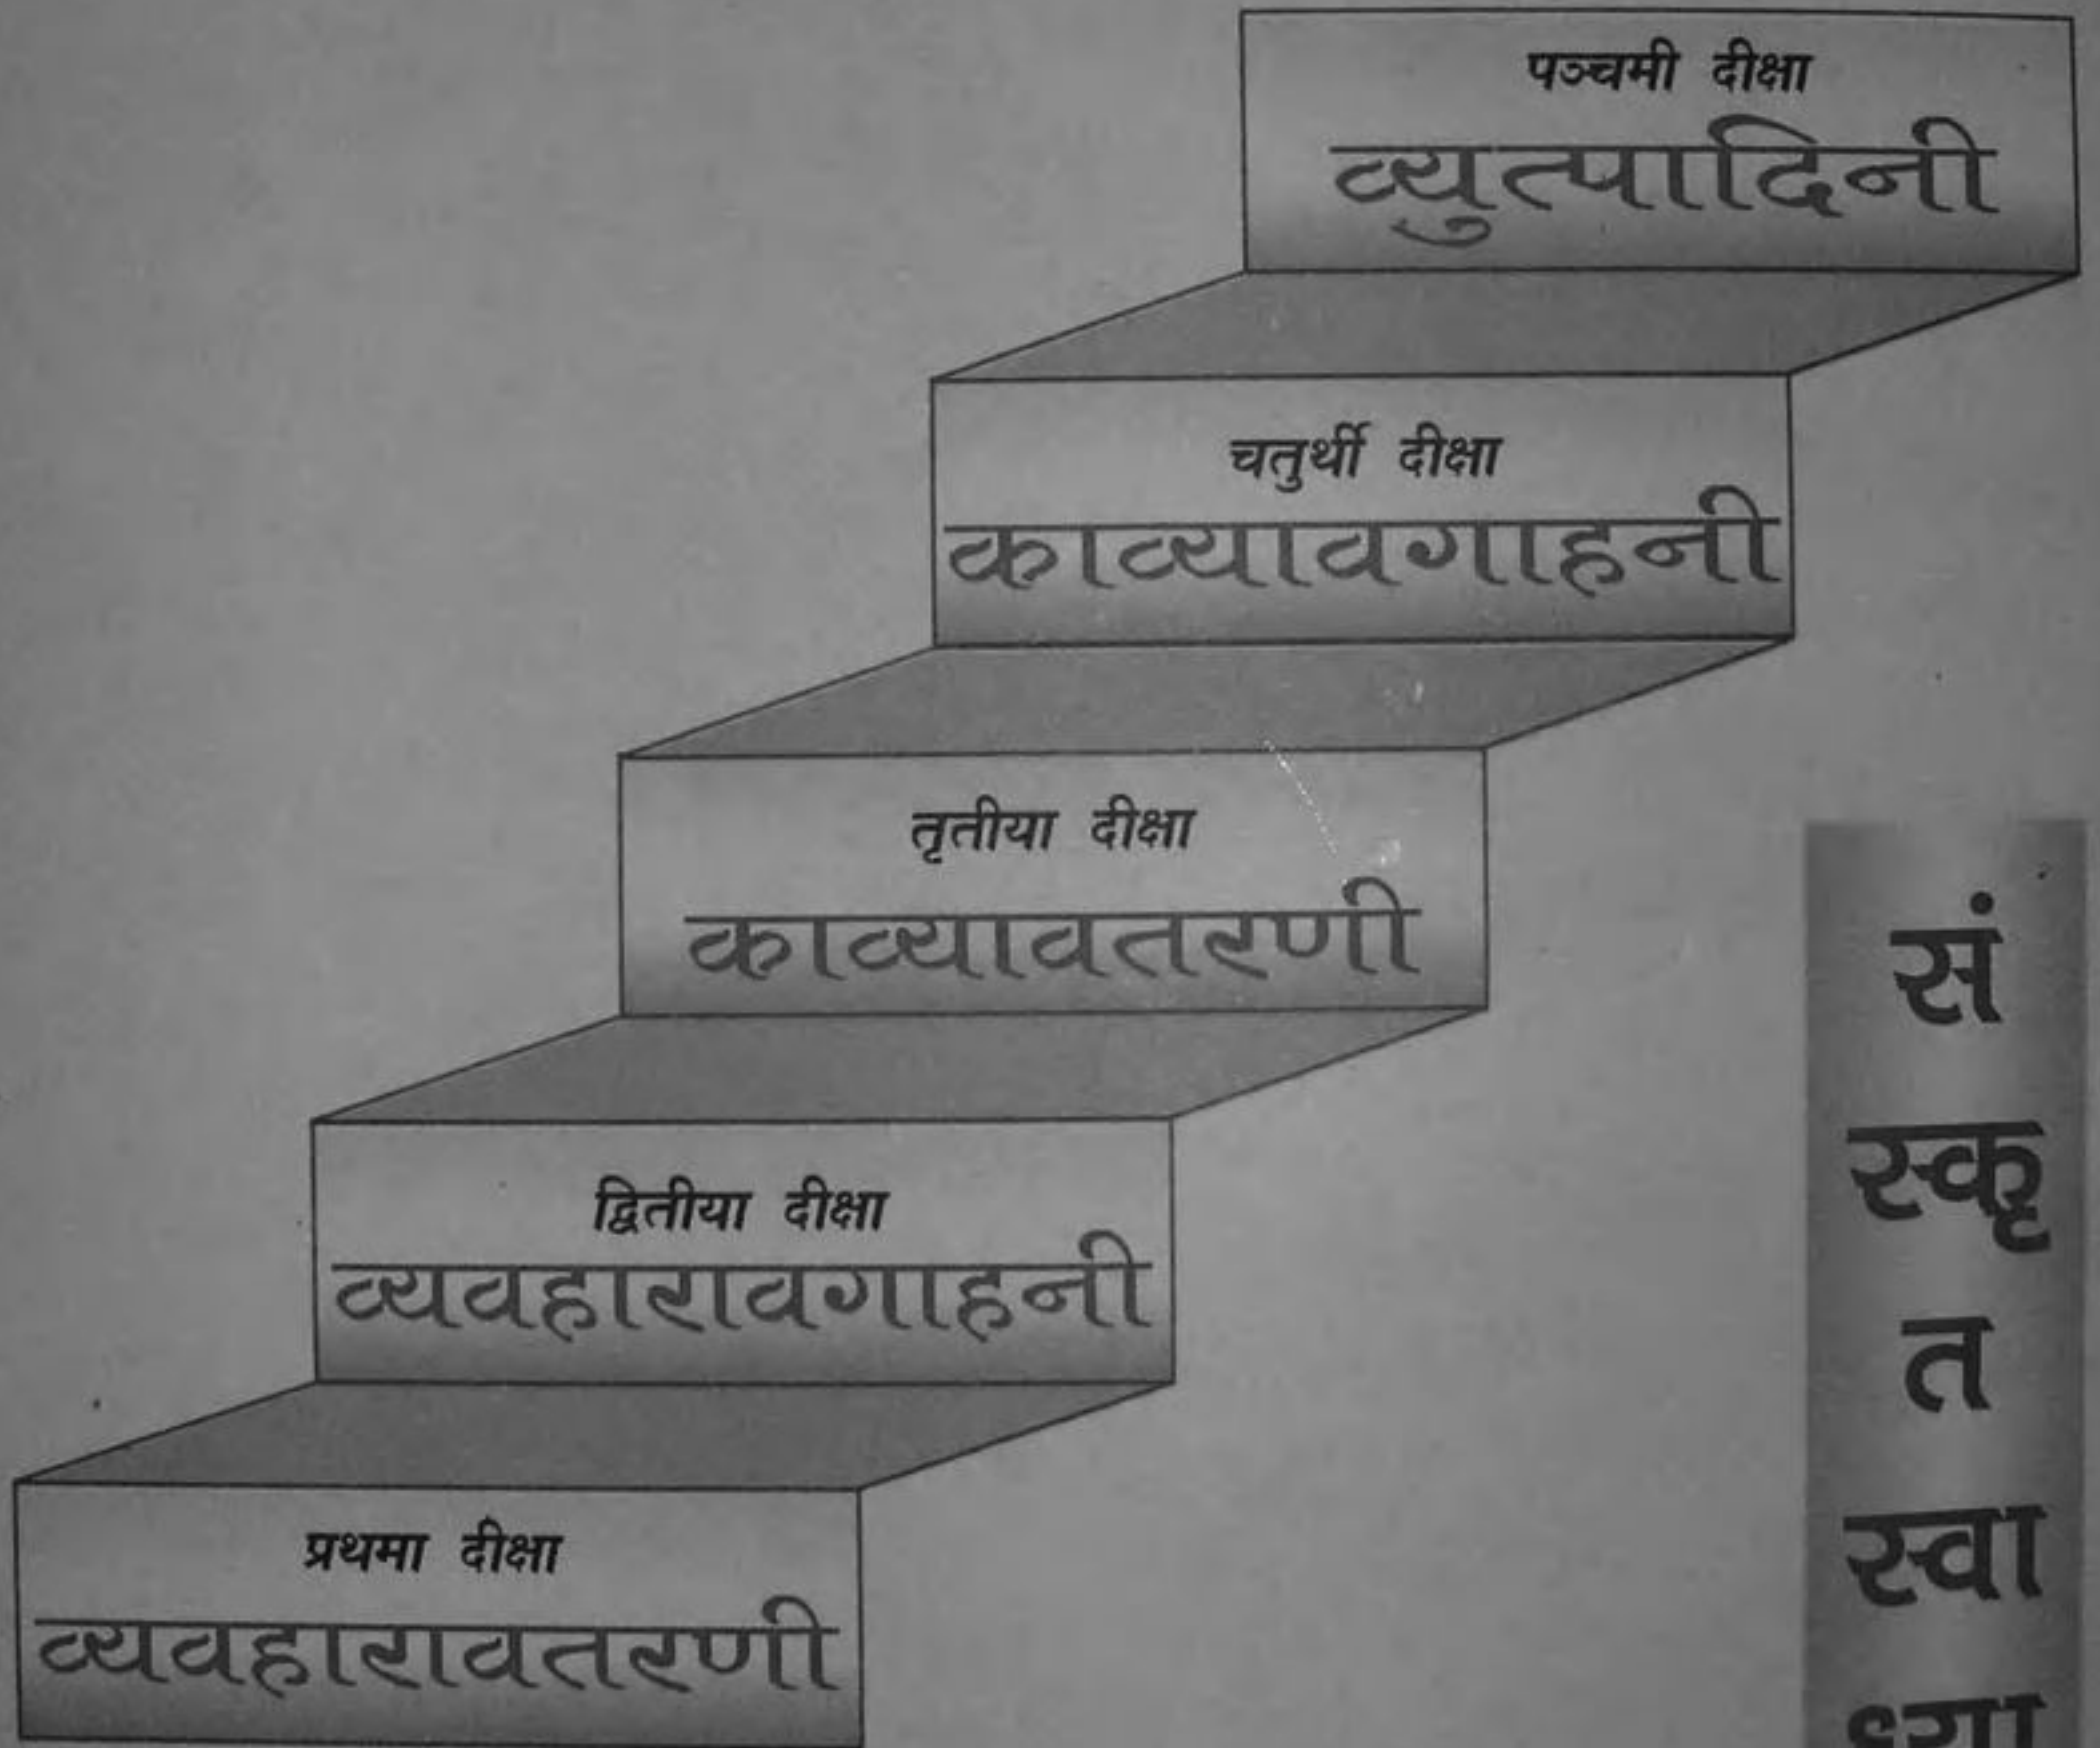 पञ्चमी दीक्षा
व्युत्पादिनी
चतुर्थी दीक्षा
काव्यावगाहनी
तृतीया दीक्षा
काव्यावतरणी
द्वितीया दीक्षा
व्यवहारावगाहनी
प्रथमा दीक्षा
व्यवहारावतरणी
सं
स्कृ
त
स्वा
ध्या